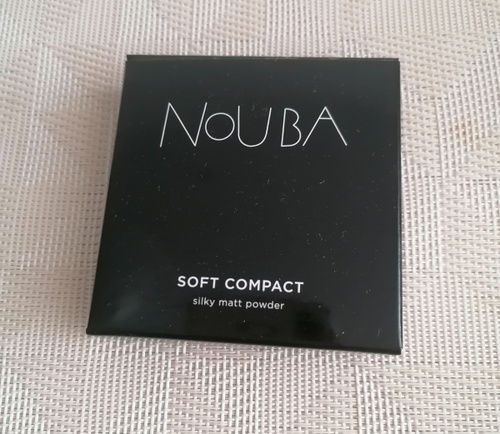 NoUBA
SOFT COMPACT
silky matt powder